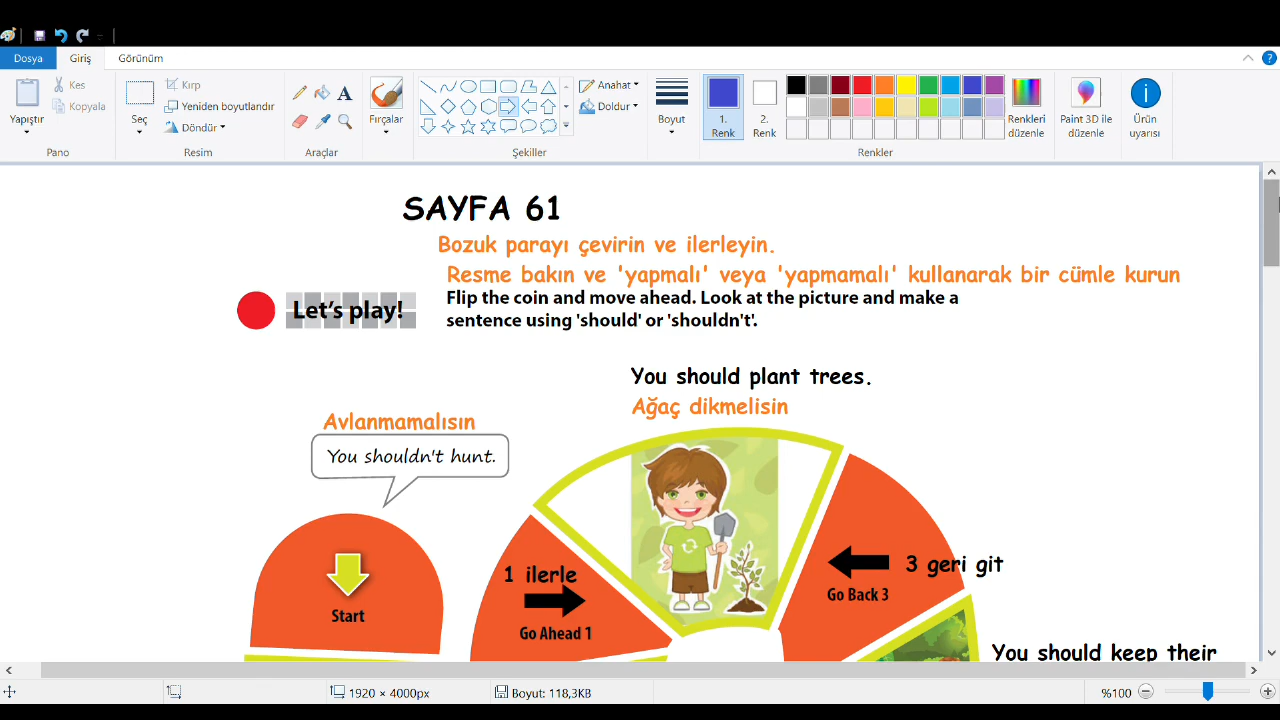 Dosya
Giriş
Görünüm
Yapıştır
Kes
Kopyala
Pano
Seç
Kırp
Yeniden boyutlandır
Döndür
Resim
Araçlar
Fırçalar
Anahat
Doldur
Şekiller
Boyut
1.
Renk
2.
Renk
Renkler
Renkleri
düzenle
Paint 3D ile
düzenle
Ürün
uyarısı
SAYFA 61
Bozuk parayı çevirin ve ilerleyin.
Resme bakın ve 'yapmalı' veya 'yapmamalı' kullanarak bir cümle kurun
Let's play!
Flip the coin and move ahead. Look at the picture and make a
sentence using 'should' or 'shouldn't'.
You should plant trees.
Ağaç dikmelisin
Avlanmamalısın
You shouldn't hunt.
Start
1 ilerle
Go Ahead 1
3 geri git
Go Back 3
You should keep their
1920 × 4000px
Boyut: 118,3KB
%100